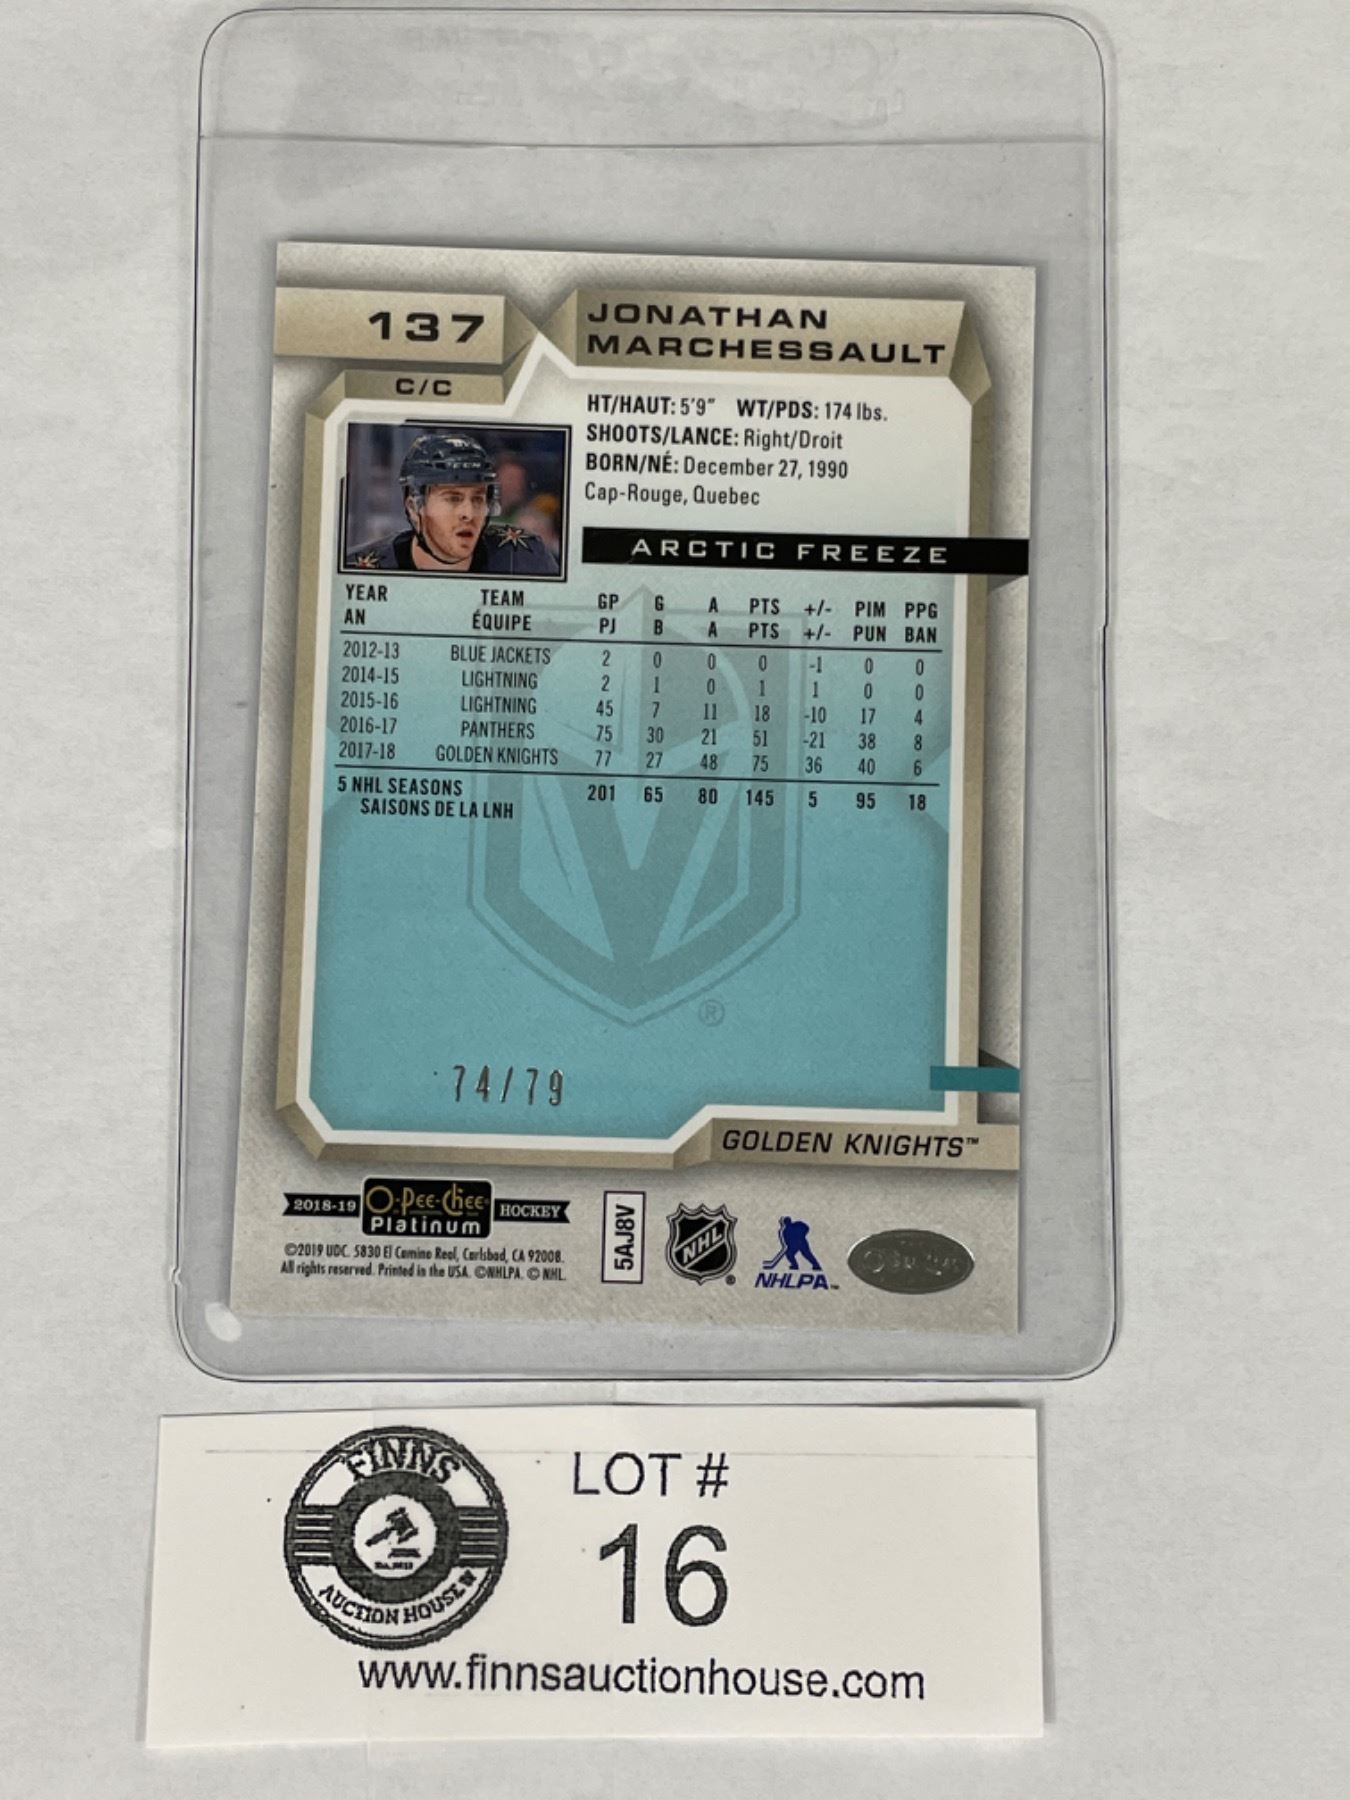 137
JONATHAN
MARCHESSAULT
C/C
HT/HAUT: 5'9" WT/PDS: 174 lbs.
SHOOTS/LANCE: Right/Droit
BORN/NÉ: December 27, 1990
Cap-Rouge, Quebec
ARCTIC FREEZE
YEAR TEAM GP G A PTS +/- PIM PPG
AN ÉQUIPE PJ B A PTS +/- PUN BAN
2012-13 BLUE JACKETS 2 0 0 0 -1 0 0
2014-15 LIGHTNING 2 1 0 1 1 0 0
2015-16 LIGHTNING 45 7 11 18 -10 17 4
2016-17 PANTHERS 75 30 21 51 -21 38 8
2017-18 GOLDEN KNIGHTS 77 27 48 75 36 40 6
5 NHL SEASONS 201 65 80 145 5 95 18
SAISONS DE LA LNH
®
74/79
GOLDEN KNIGHTS™
2018-19 O-Pee-Chee Platinum HOCKEY
©2019 UDC. 5830 El Camino Real, Carlsbad, CA 92008.
All rights reserved. Printed in the USA. ©NHLPA. © NHL.
5AJ8V
NHL®
NHLPA™
FINNS
AUCTION HOUSE
LOT #
16
www.finnsauctionhouse.com